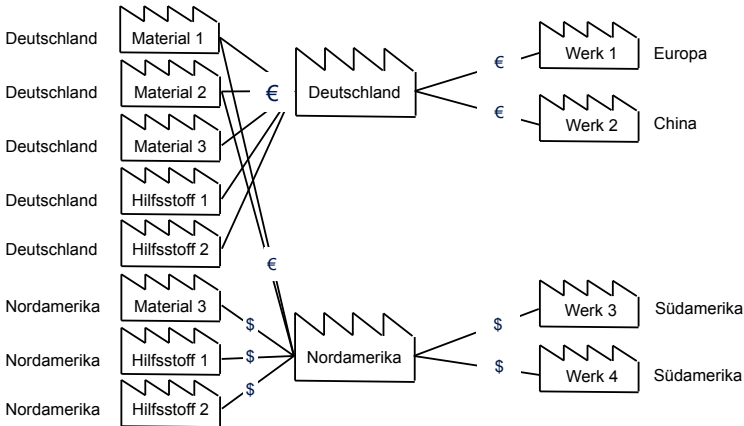 Deutschland Material 1
Deutschland Material 2
Deutschland Material 3
Deutschland Hilfsstoff 1
Deutschland Hilfsstoff 2
Nordamerika Material 3
Nordamerika Hilfsstoff 1
Nordamerika Hilfsstoff 2
€
€
$
$
$
Deutschland
Nordamerika
€
€
$
$
Werk 1 Europa
Werk 2 China
Werk 3 Südamerika
Werk 4 Südamerika